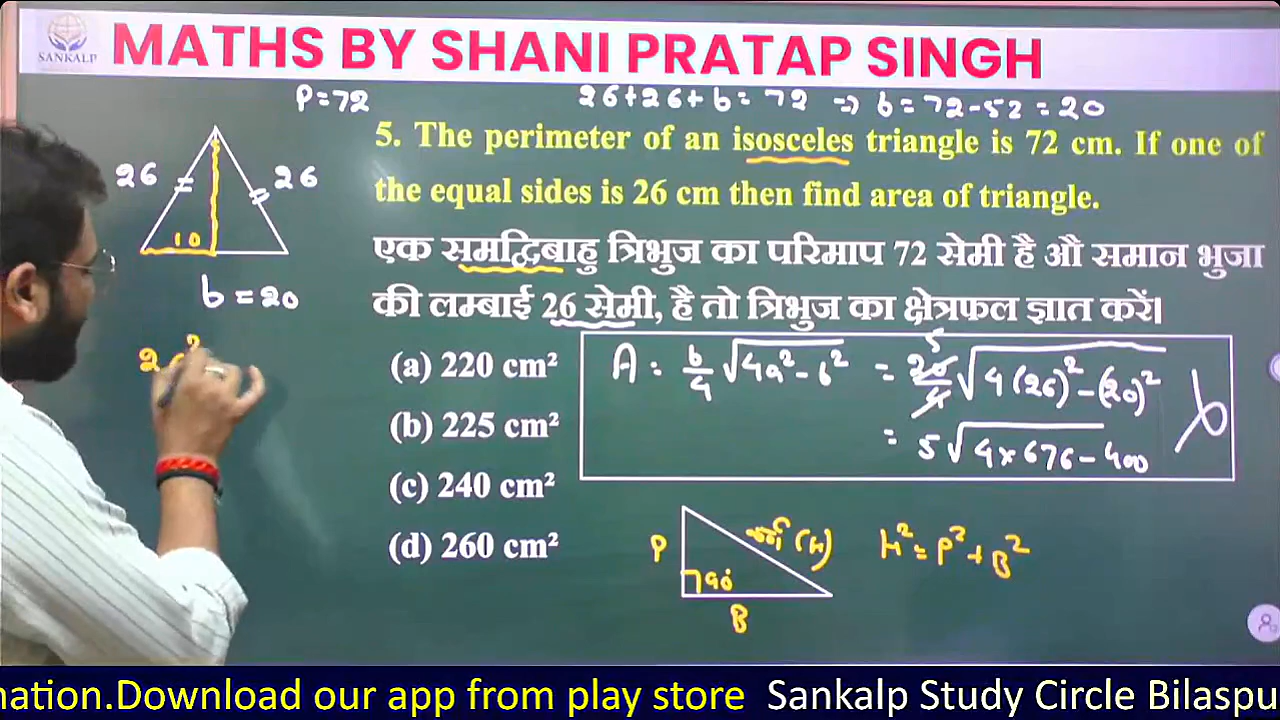 SANKALP
MATHS BY SHANI PRATAP SINGH
P=72
26+26+b=72 => b=72-52=20
26
26
10
b=20
5. The perimeter of an isosceles triangle is 72 cm. If one of
the equal sides is 26 cm then find area of triangle.
एक समद्विबाहु त्रिभुज का परिमाप 72 सेमी है औ समान भुजा
की लम्बाई 26 सेमी, है तो त्रिभुज का क्षेत्रफल ज्ञात करें।
(a) 220 cm²
(b) 225 cm²
(c) 240 cm²
(d) 260 cm²
A = b/4 √4a²-b² = 20/4 5 √4(26)²-(20)²
= 5√4×676-400
b
P
90°
B
कर्ण (H)
H²=P²+B²
mation.Download our app from play store Sankalp Study Circle Bilaspu